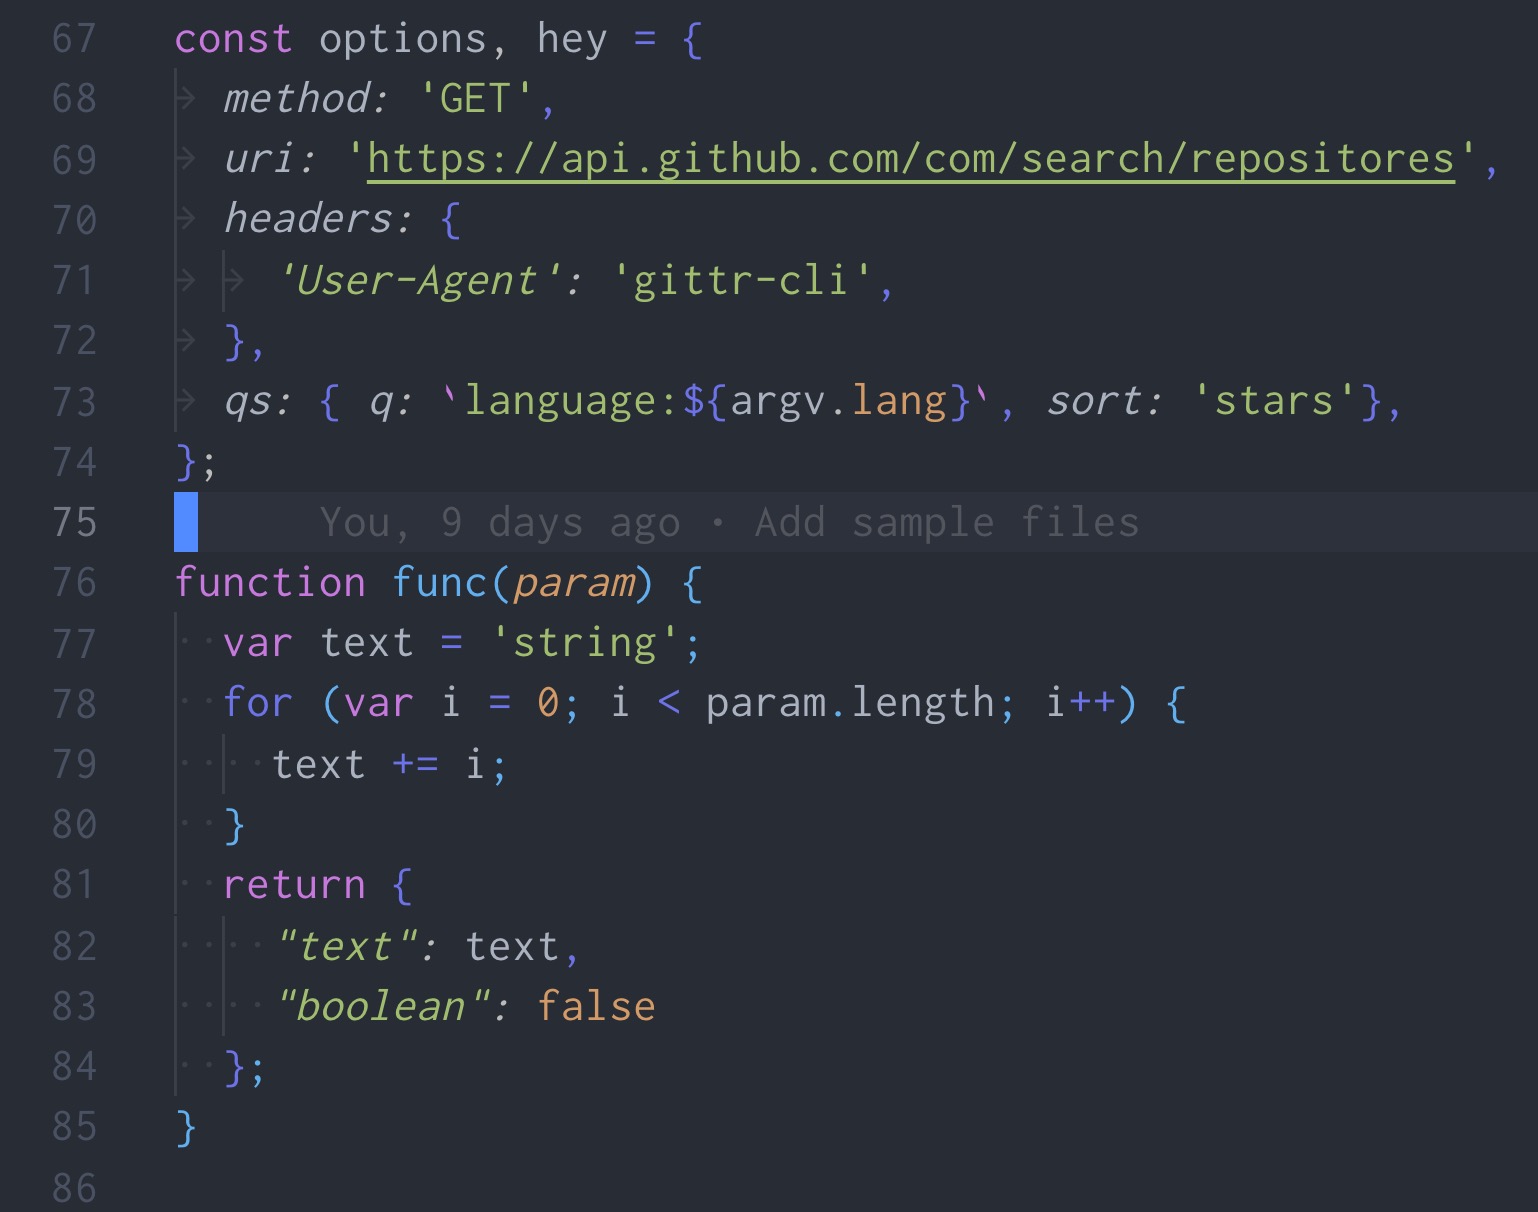 67 const options, hey = {
68 method: 'GET',
69 uri: 'https://api.github.com/com/search/repositores',
70 headers: {
71 'User-Agent': 'gittr-cli',
72 },
73 qs: { q: `language:${argv.lang}`, sort: 'stars'},
74 };
75 You, 9 days ago • Add sample files
76 function func(param) {
77 var text = 'string';
78 for (var i = 0; i < param.length; i++) {
79 text += i;
80 }
81 return {
82 "text": text,
83 "boolean": false
84 };
85 }
86